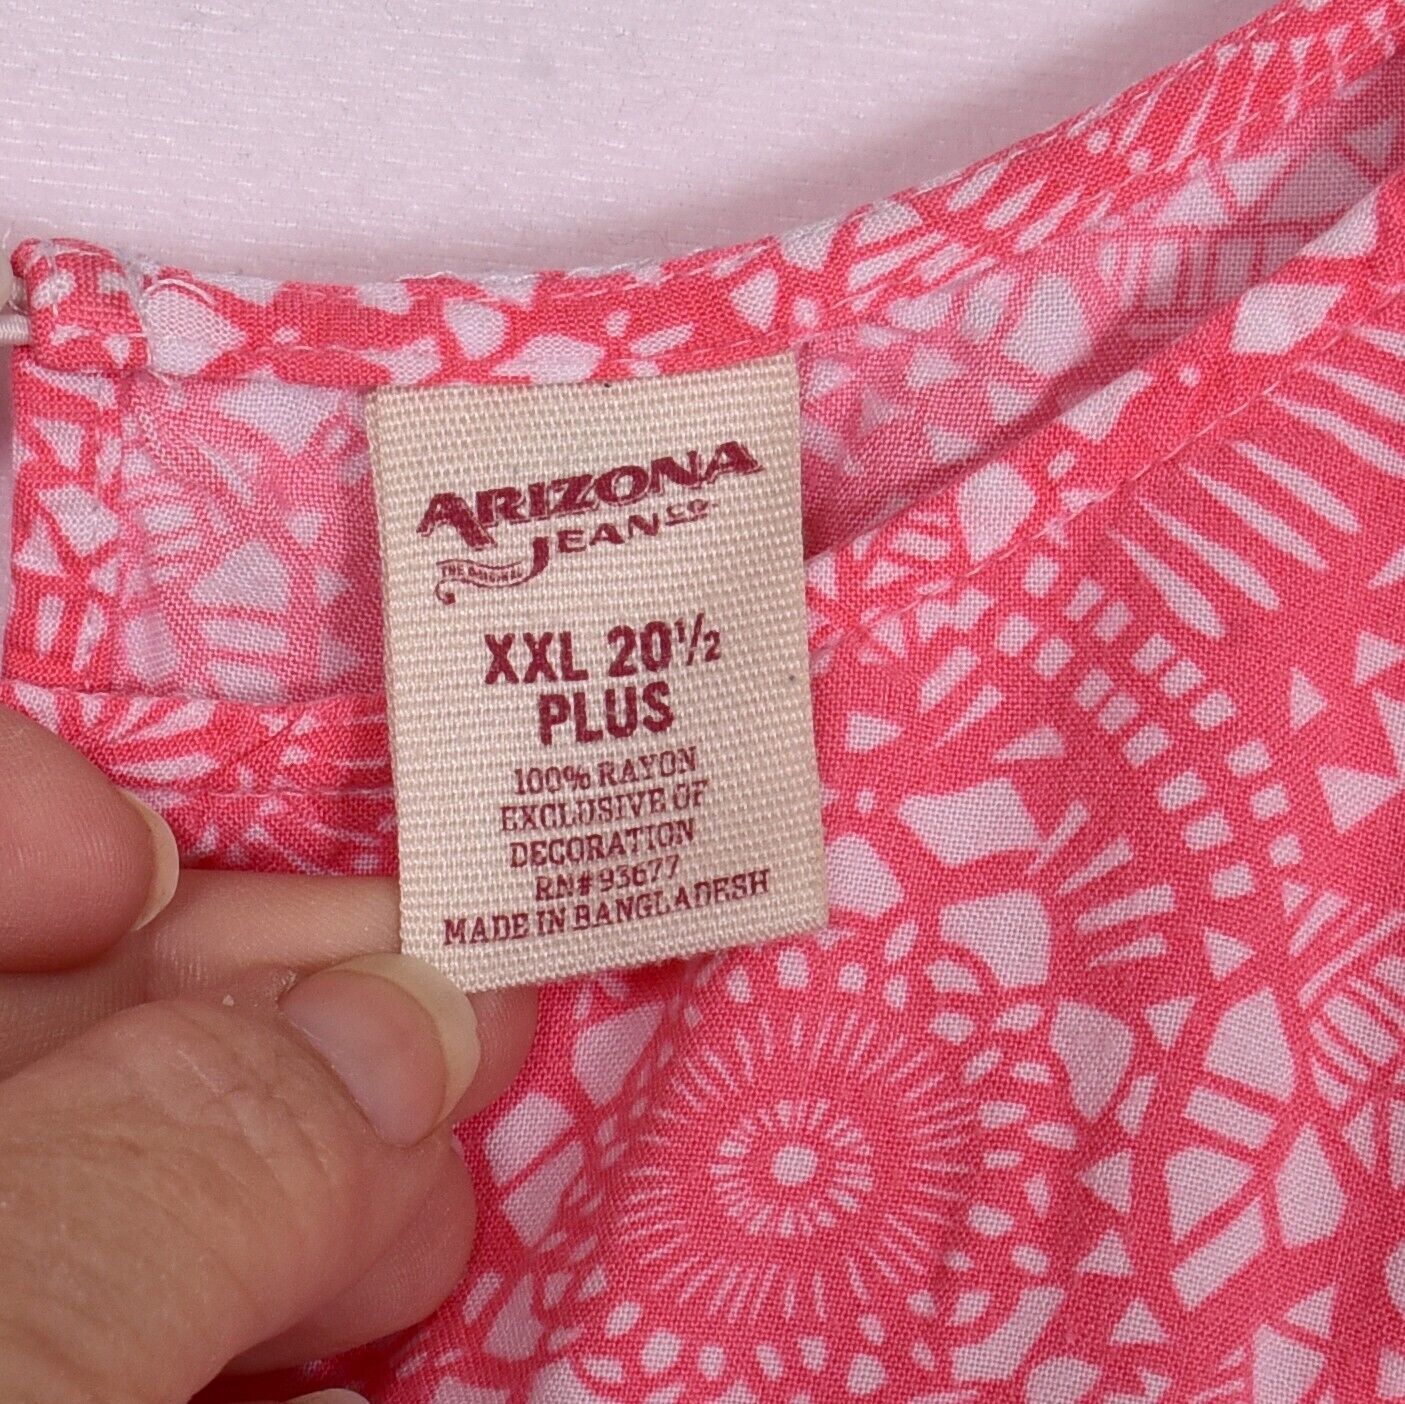 ARIZONA
JEAN CO
THE ORIGINAL
XXL 20½
PLUS
100% RAYON
EXCLUSIVE OF
DECORATION
RN# 93677
MADE IN BANGLADESH